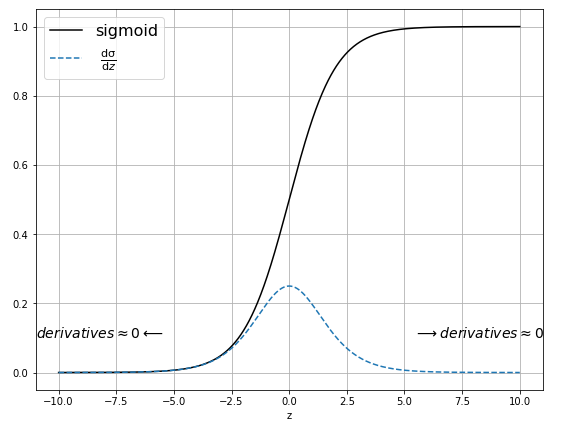 sigmoid
dσ/dz
1.0
0.8
0.6
0.4
0.2
0.0
derivatives ≈ 0 ⟵
⟶ derivatives ≈ 0
−10.0 −7.5 −5.0 −2.5 0.0 2.5 5.0 7.5 10.0
z